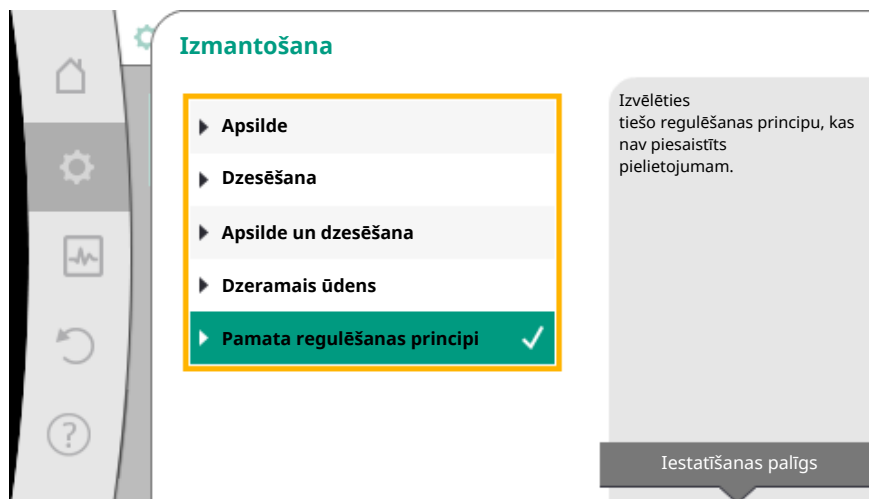 Izmantošana
Apsilde
Dzesēšana
Apsilde un dzesēšana
Dzeramais ūdens
Pamata regulēšanas principi
Izvēlēties
tiešo regulēšanas principu, kas
nav piesaistīts
pielietojumam.
Iestatīšanas palīgs